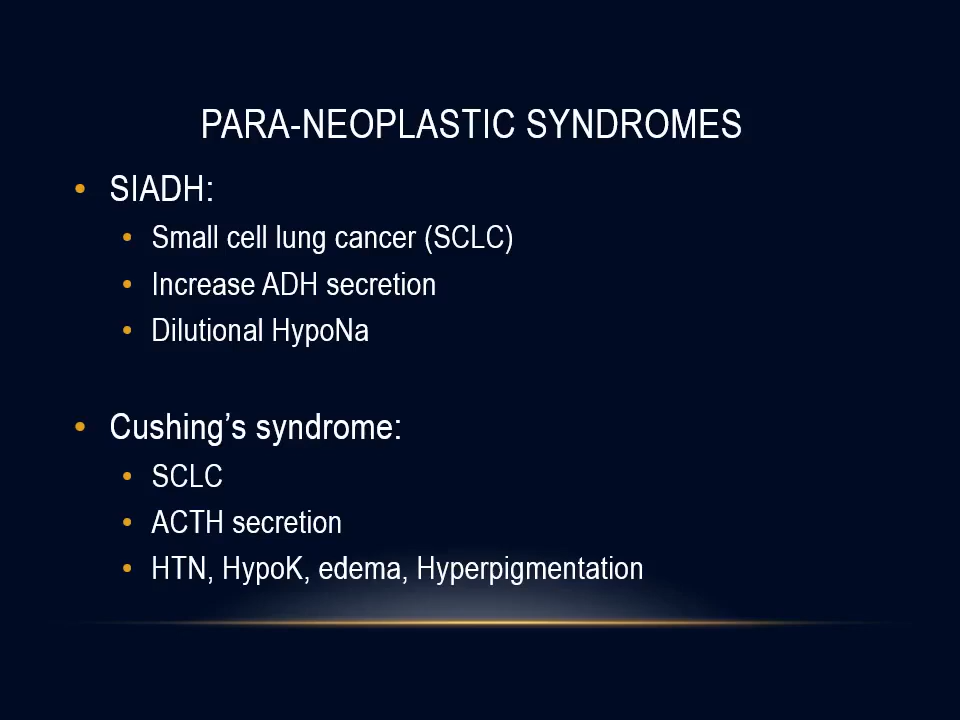 PARA-NEOPLASTIC SYNDROMES
• SIADH:
• Small cell lung cancer (SCLC)
• Increase ADH secretion
• Dilutional HypoNa
• Cushing’s syndrome:
• SCLC
• ACTH secretion
• HTN, HypoK, edema, Hyperpigmentation